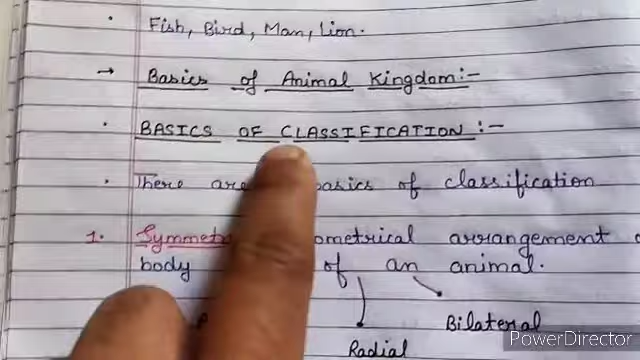 • Fish, Bird, Man, Lion.
→ Basics of Animal Kingdom:-
• BASICS OF CLASSIFICATION:-
• There are basics of classification
1. ometrical arrangement
body of an animal.
Bilateral
Radial
PowerDirector